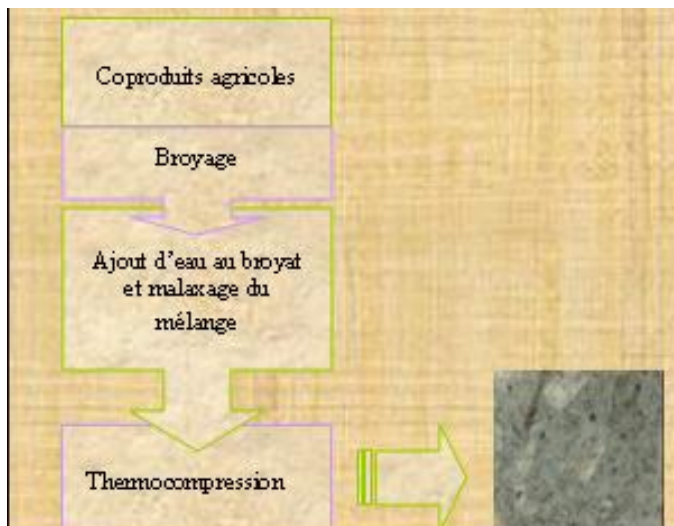 Coproduits agricoles
Broyage
Ajout d'eau au broyat
et malaxage du
mélange
Thermocompression